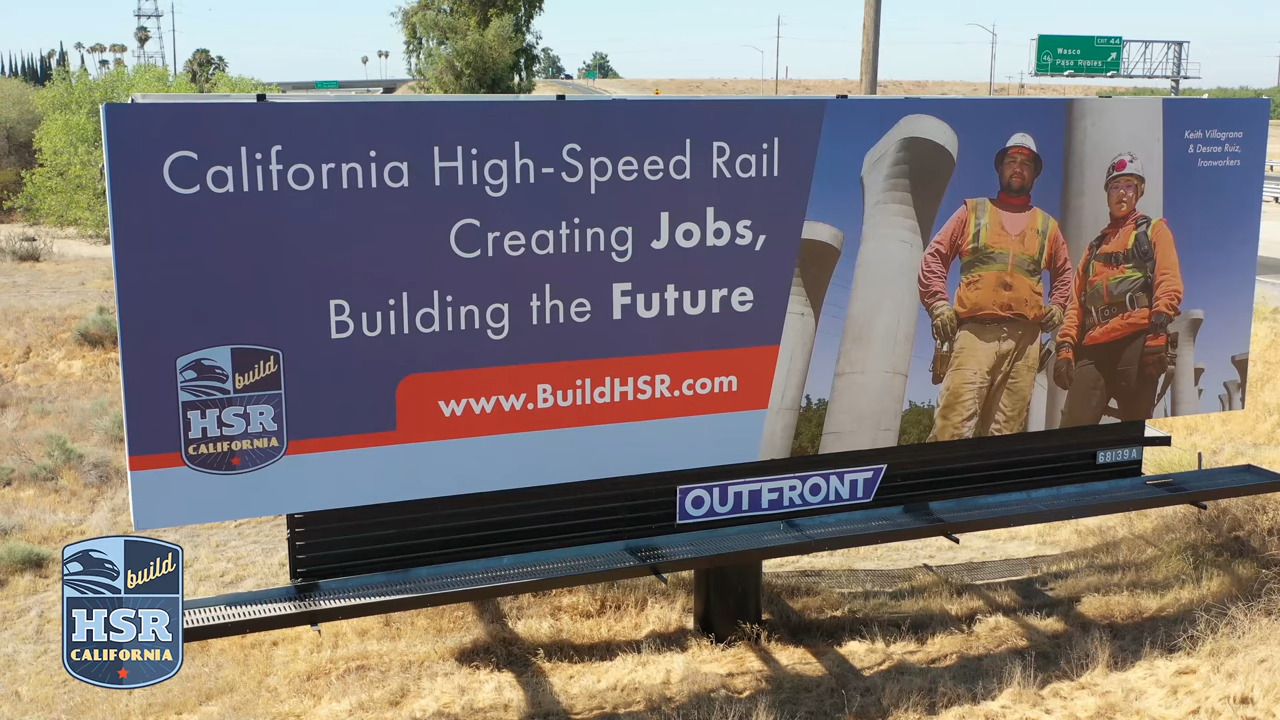 EXIT 44
46
Wasco
Paso Robles
California High-Speed Rail
Creating Jobs,
Building the Future
www.BuildHSR.com
build
HSR
CALIFORNIA
Keith Villagrana
& Desrae Ruiz,
Ironworkers
68139A
OUTFRONT
build
HSR
CALIFORNIA